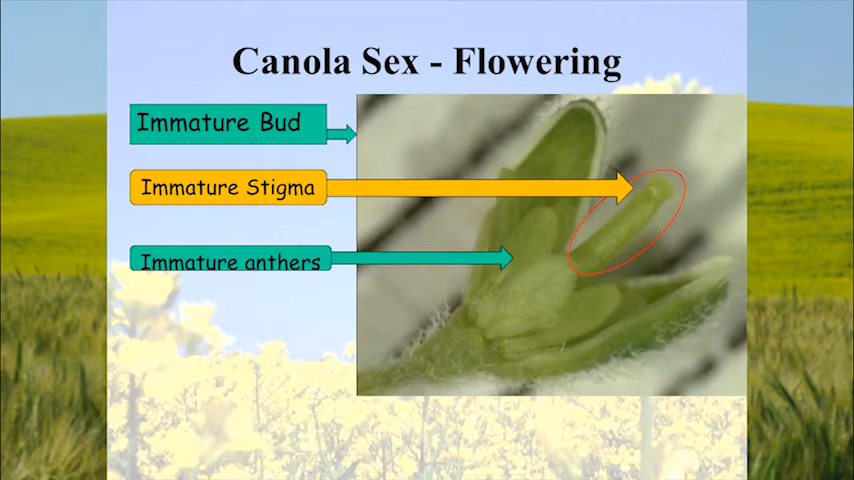 Canola Sex - Flowering
Immature Bud
Immature Stigma
Immature anthers